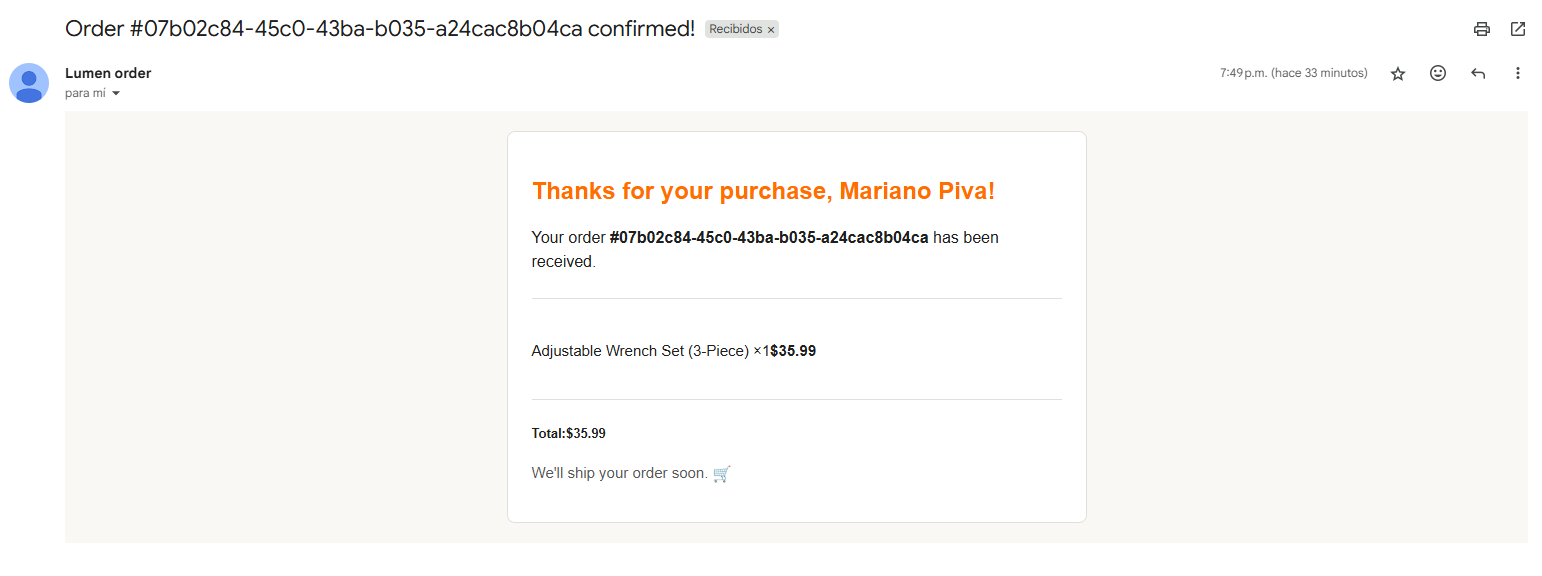 Order #07b02c84-45c0-43ba-b035-a24cac8b04ca confirmed! Recibidos ×
Lumen order 7:49 p.m. (hace 33 minutos)
para mí
Thanks for your purchase, Mariano Piva!
Your order #07b02c84-45c0-43ba-b035-a24cac8b04ca has been
received.
Adjustable Wrench Set (3-Piece) ×1$35.99
Total:$35.99
We'll ship your order soon. 🛒